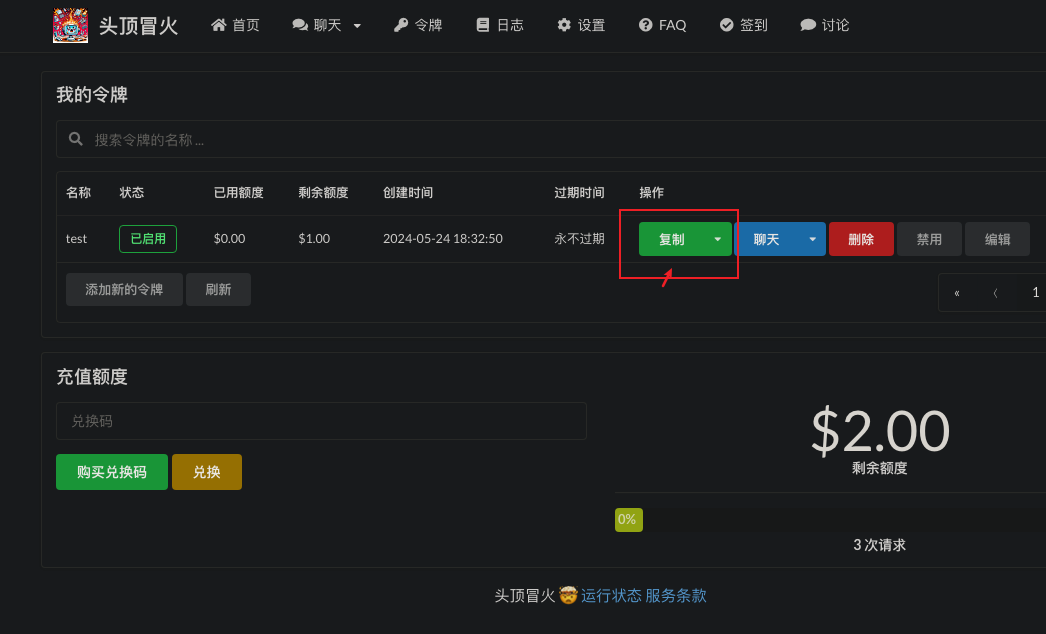 头顶冒火 首页 聊天 令牌 日志 设置 FAQ 签到 讨论
我的令牌
搜索令牌的名称 ...
名称 状态 已用额度 剩余额度 创建时间 过期时间 操作
test 已启用 $0.00 $1.00 2024-05-24 18:32:50 永不过期 复制 聊天 删除 禁用 编辑
添加新的令牌 刷新 « ⟨ 1
充值额度
兑换码
$2.00
购买兑换码 兑换
剩余额度
0%
3 次请求
头顶冒火 🤯 运行状态 服务条款